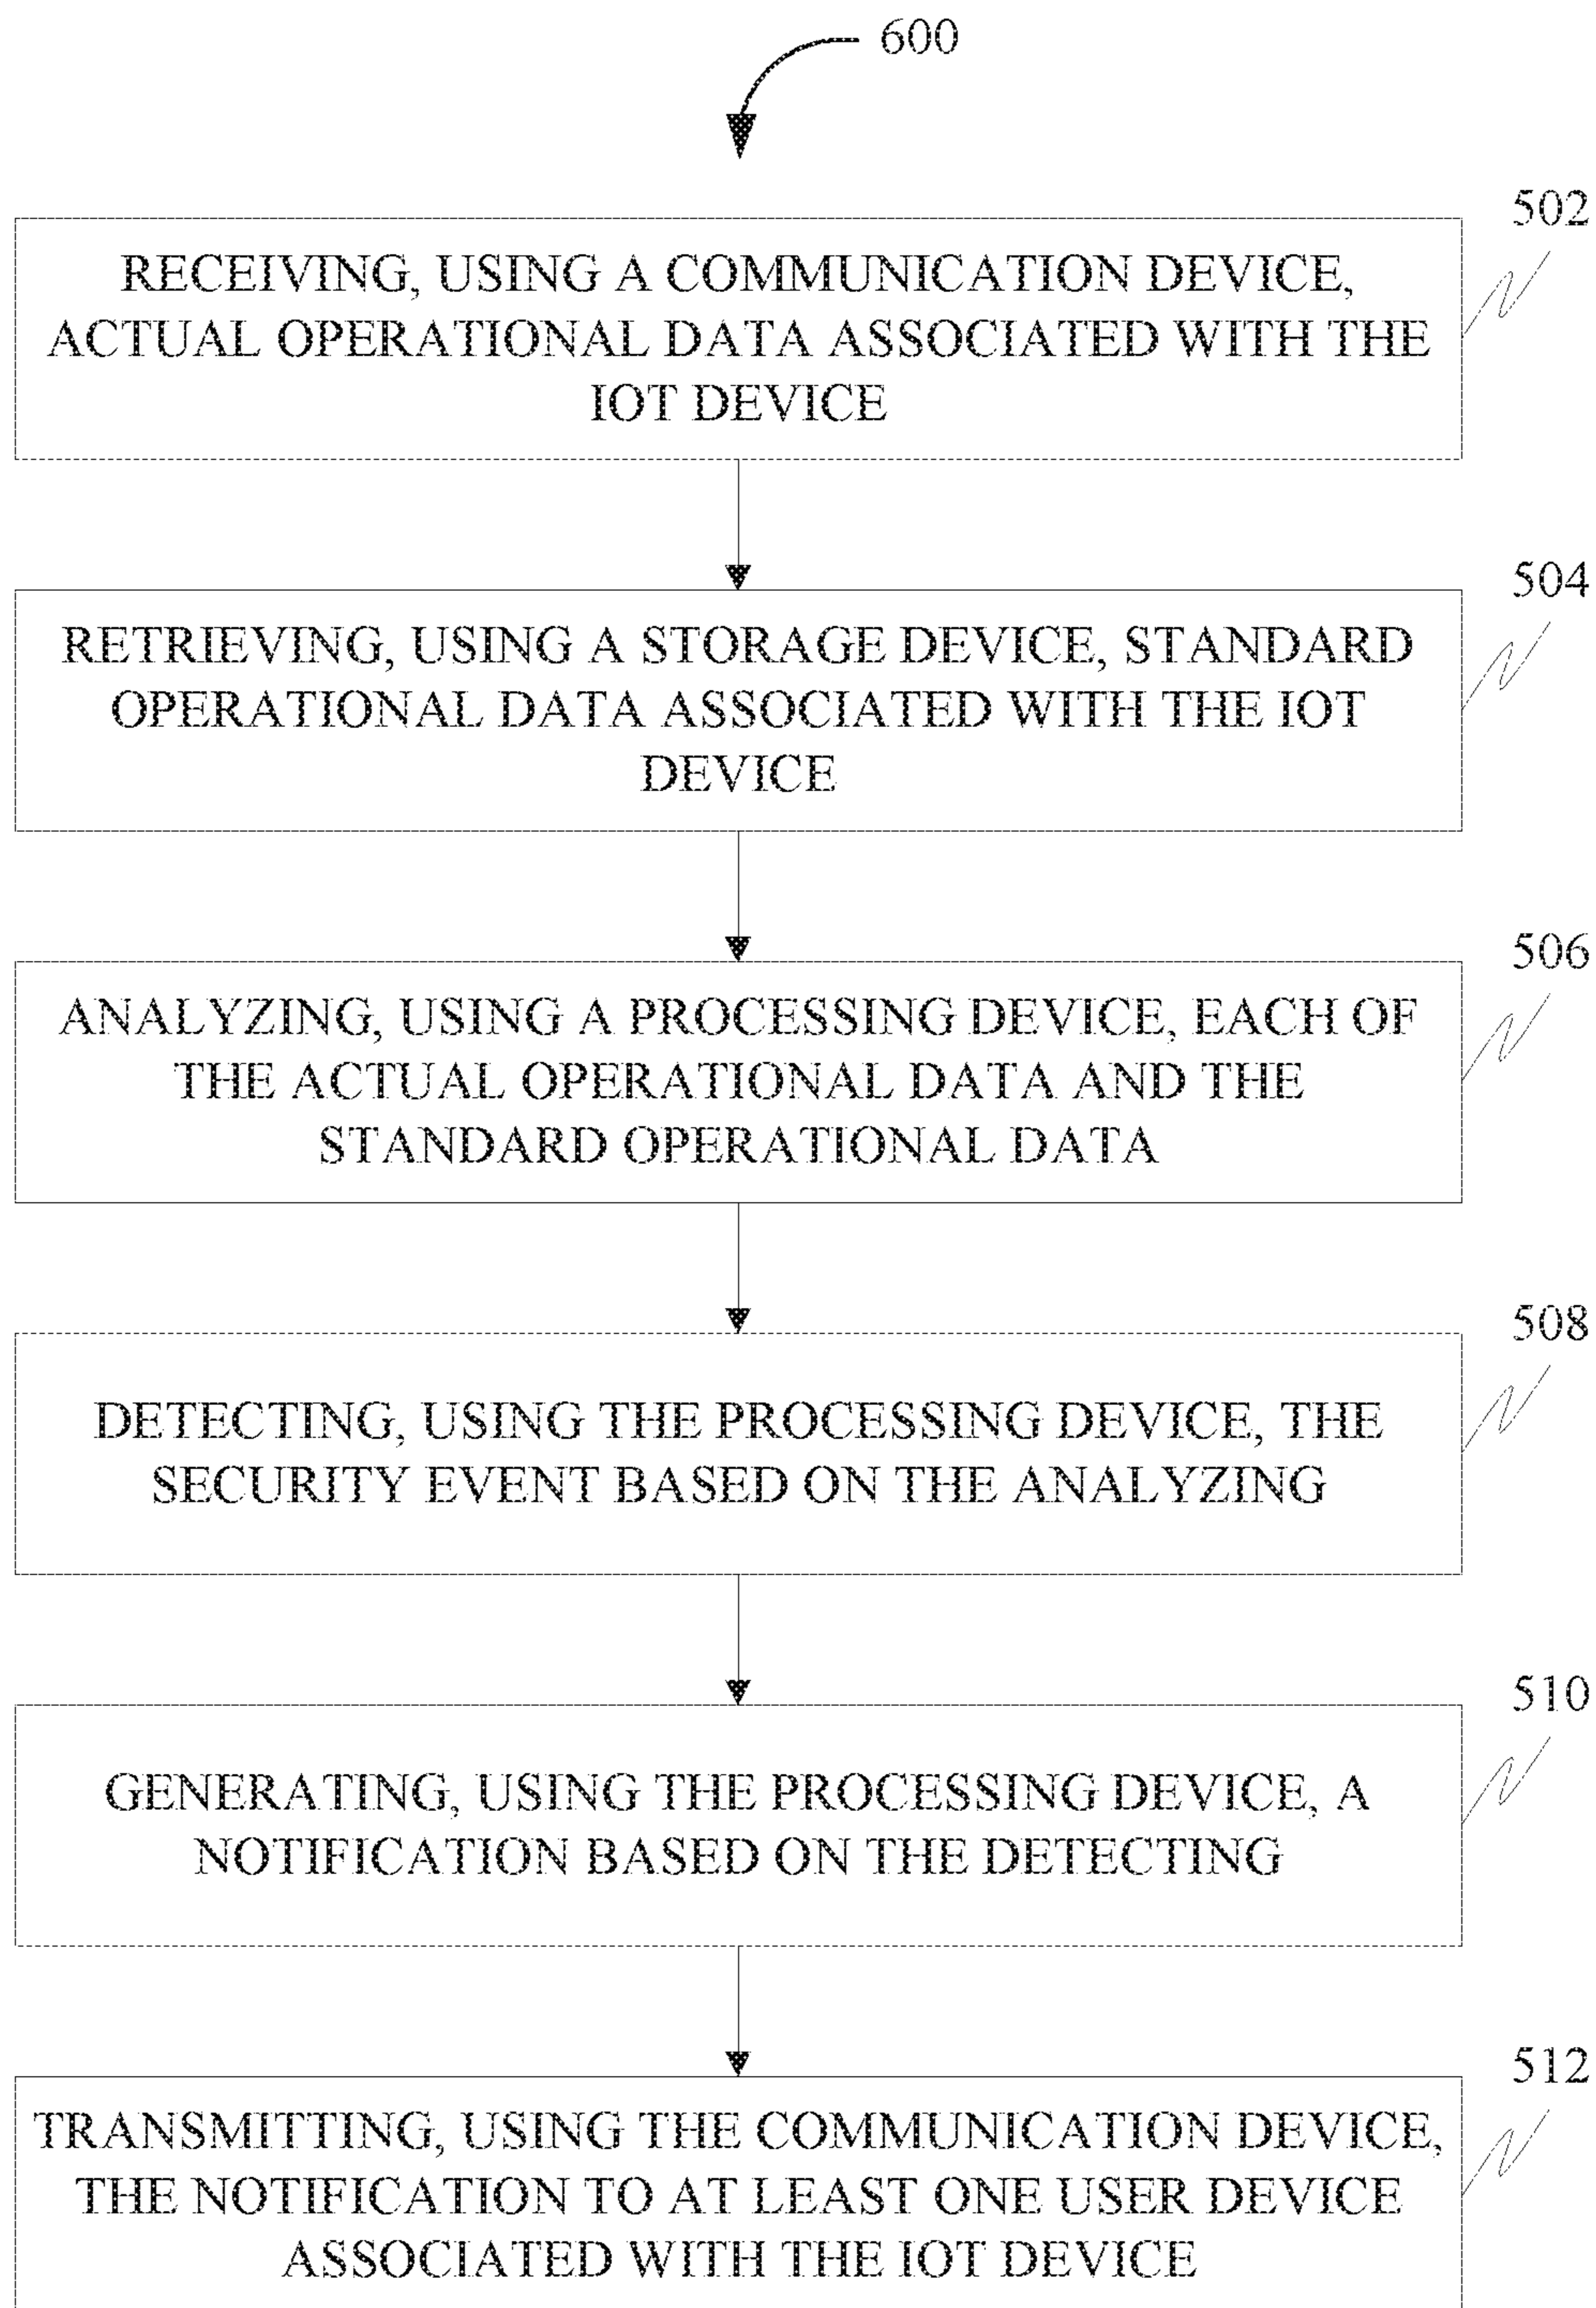 600
502
RECEIVING, USING A COMMUNICATION DEVICE,
ACTUAL OPERATIONAL DATA ASSOCIATED WITH THE
IOT DEVICE
504
RETRIEVING, USING A STORAGE DEVICE, STANDARD
OPERATIONAL DATA ASSOCIATED WITH THE IOT
DEVICE
506
ANALYZING, USING A PROCESSING DEVICE, EACH OF
THE ACTUAL OPERATIONAL DATA AND THE
STANDARD OPERATIONAL DATA
508
DETECTING, USING THE PROCESSING DEVICE, THE
SECURITY EVENT BASED ON THE ANALYZING
510
GENERATING, USING THE PROCESSING DEVICE, A
NOTIFICATION BASED ON THE DETECTING
512
TRANSMITTING, USING THE COMMUNICATION DEVICE,
THE NOTIFICATION TO AT LEAST ONE USER DEVICE
ASSOCIATED WITH THE IOT DEVICE